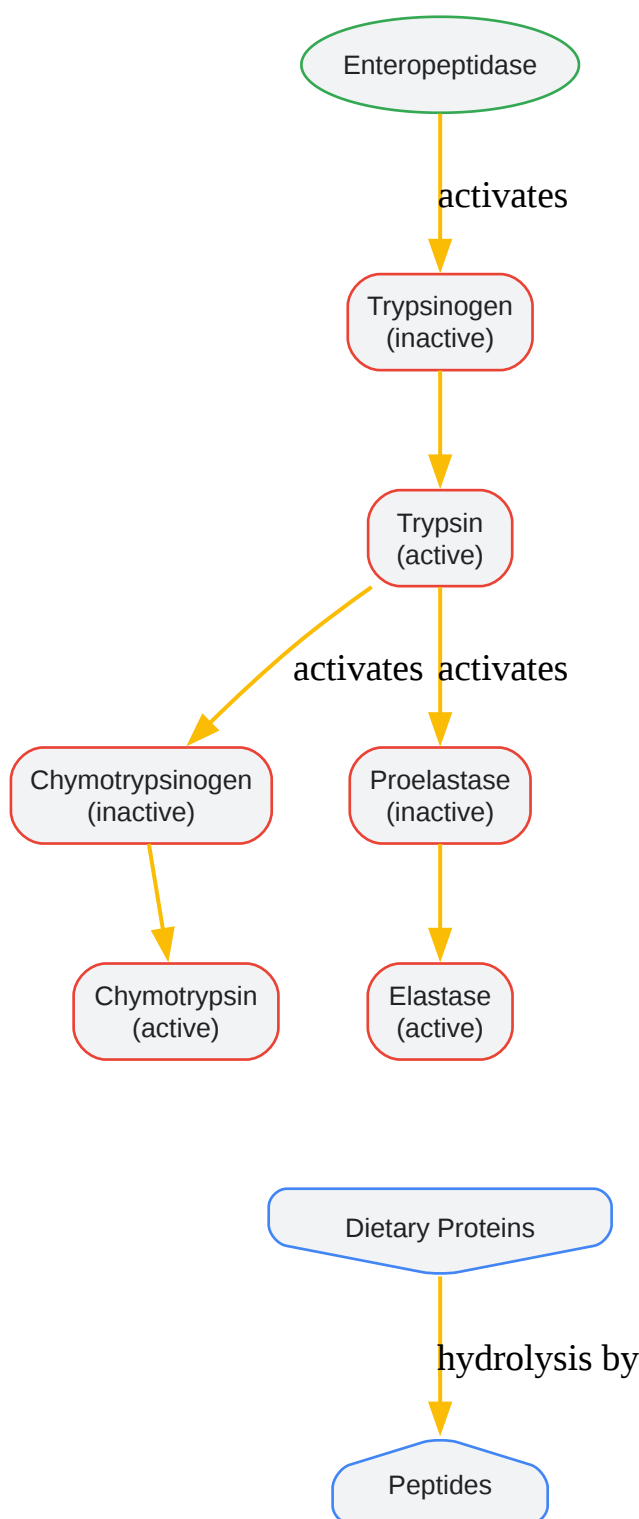 Enteropeptidase
activates
Trypsinogen
(inactive)
Trypsin
(active)
activates
activates
Chymotrypsinogen
(inactive)
Proelastase
(inactive)
Chymotrypsin
(active)
Elastase
(active)
Dietary Proteins
hydrolysis by
Peptides